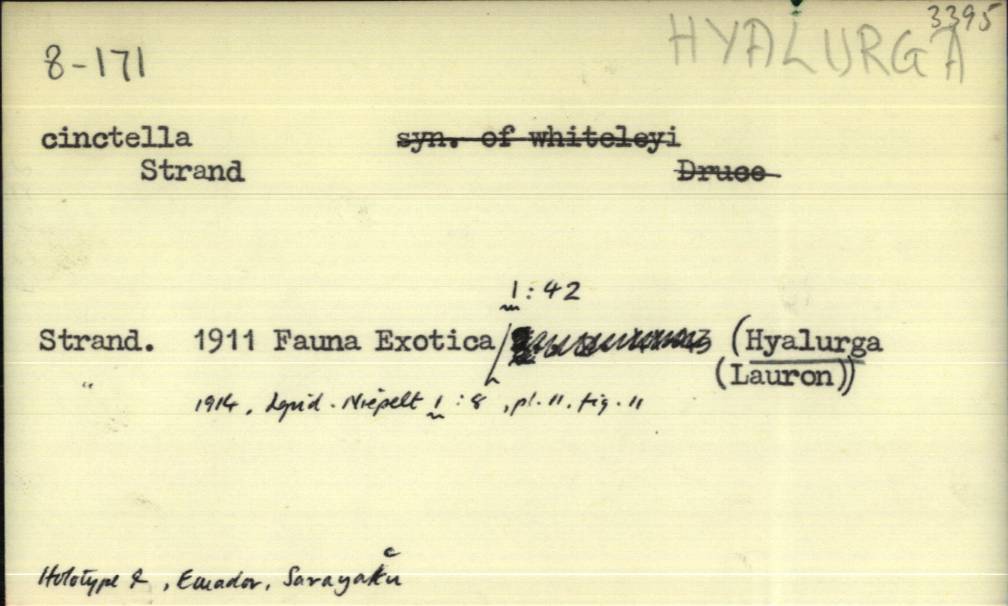 3395
8-171 HYALURGA
cinctella syn. of whiteleyi
Strand Druce
1:42
Strand. 1911 Fauna Exotica (Hyalurga
(Lauron))
" 1914, Lepid. Niepelt 1:8, pl. 11. fig. 11
c
Holotype, Ecuador, Sarayaku